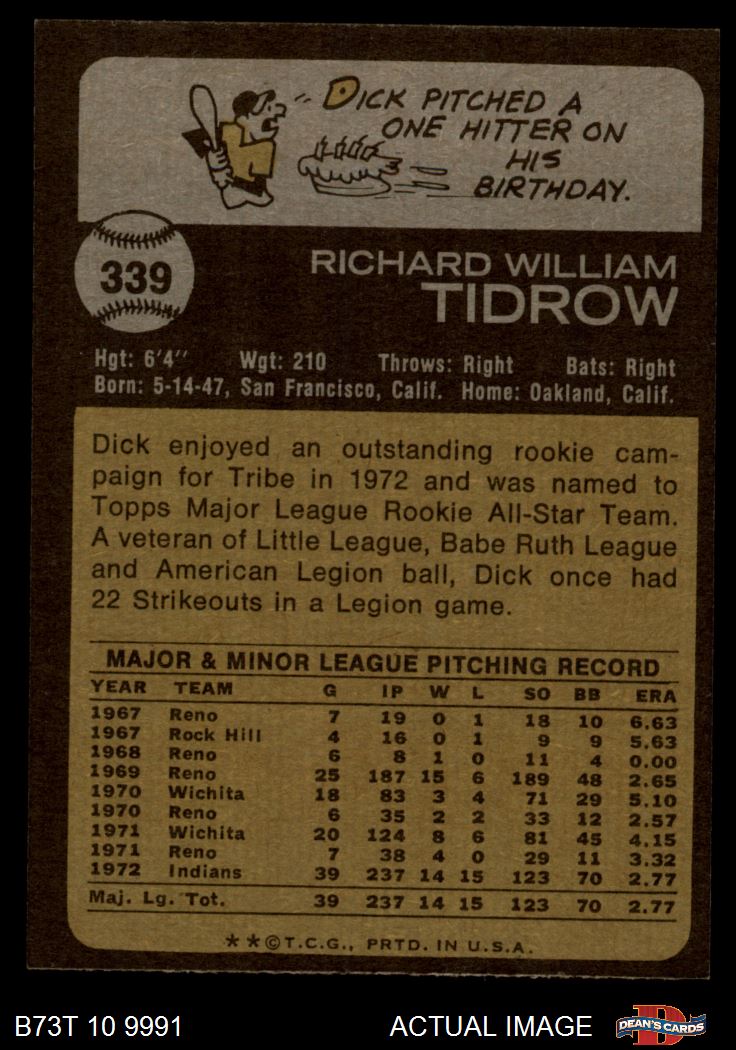 DICK PITCHED A
ONE HITTER ON
HIS
BIRTHDAY.
339
RICHARD WILLIAM
TIDROW
Hgt: 6'4" Wgt: 210 Throws: Right Bats: Right
Born: 5-14-47, San Francisco, Calif. Home: Oakland, Calif.
Dick enjoyed an outstanding rookie cam-
paign for Tribe in 1972 and was named to
Topps Major League Rookie All-Star Team.
A veteran of Little League, Babe Ruth League
and American Legion ball, Dick once had
22 Strikeouts in a Legion game.
MAJOR & MINOR LEAGUE PITCHING RECORD
YEAR TEAM G IP W L SO BB ERA
1967 Reno 7 19 0 1 18 10 6.63
1967 Rock Hill 4 16 0 1 9 9 5.63
1968 Reno 6 8 1 0 11 4 0.00
1969 Reno 25 187 15 6 189 48 2.65
1970 Wichita 18 83 3 4 71 29 5.10
1970 Reno 6 35 2 2 33 12 2.57
1971 Wichita 20 124 8 6 81 45 4.15
1971 Reno 7 38 4 0 29 11 3.32
1972 Indians 39 237 14 15 123 70 2.77
Maj. Lg. Tot. 39 237 14 15 123 70 2.77
**©T.C.G., PRTD. IN U.S.A.
B73T 10 9991 ACTUAL IMAGE D DEAN'S CARDS